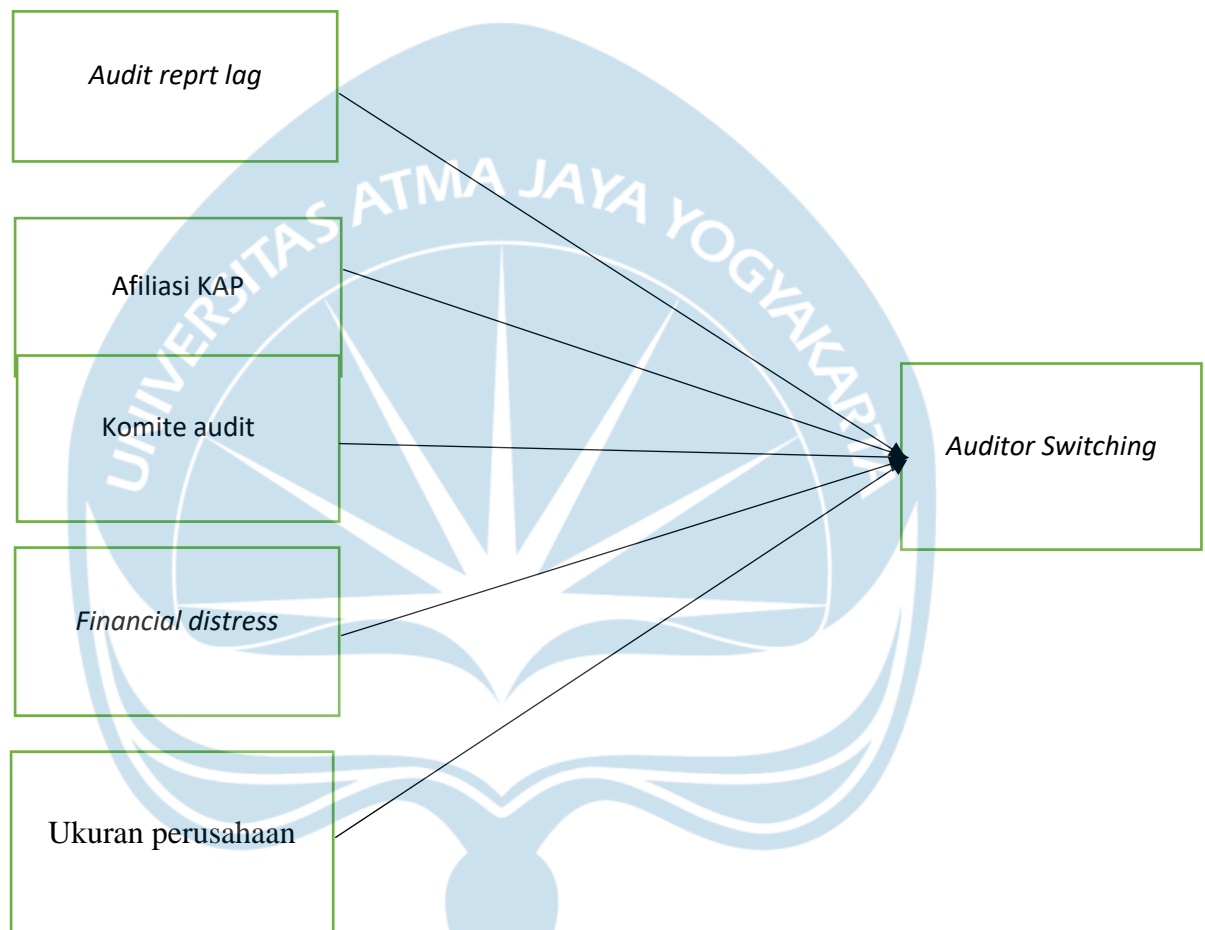 Audit reprt lag
UNIVERSITAS ATMA JAYA YOGYAKARTA
Afiliasi KAP
Komite audit
Auditor Switching
Financial distress
Ukuran perusahaan